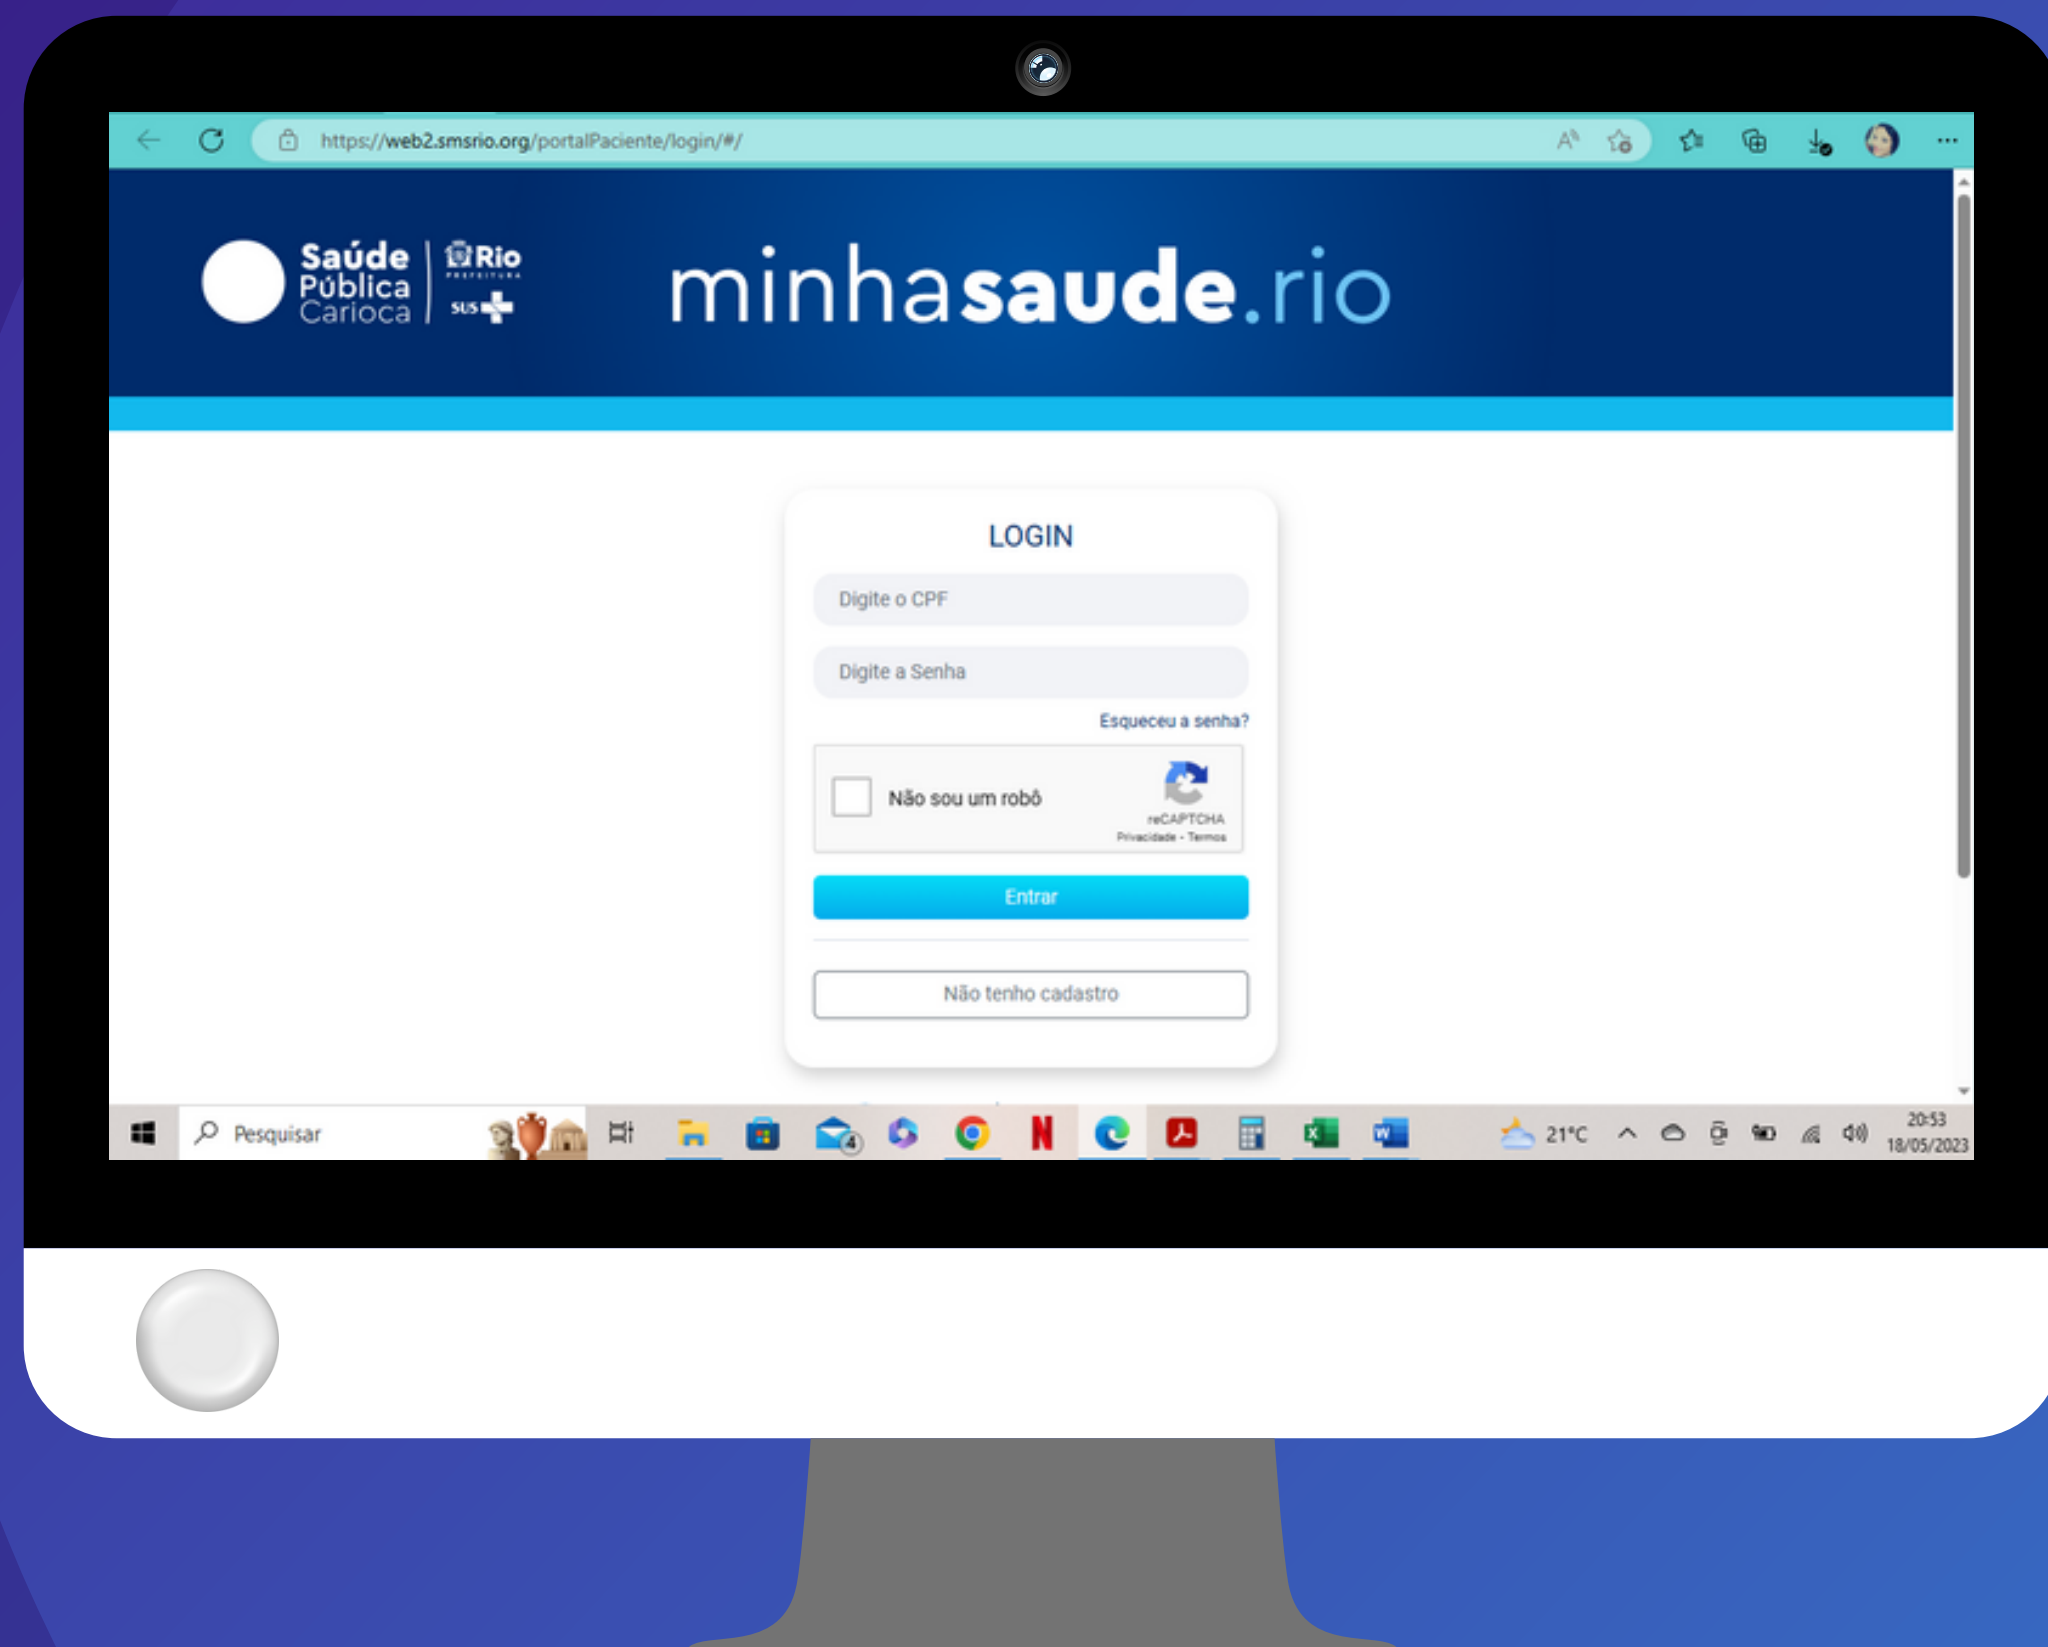 https://web2.smsrio.org/portalPaciente/login/#/
Saúde
Pública
Carioca
Rio
PREFEITURA
SUS
minhasaude.rio
LOGIN
Digite o CPF
Digite a Senha
Esqueceu a senha?
Não sou um robô
reCAPTCHA
Privacidade - Termos
Entrar
Não tenho cadastro
Pesquisar
4
21°C
20:53
18/05/2023